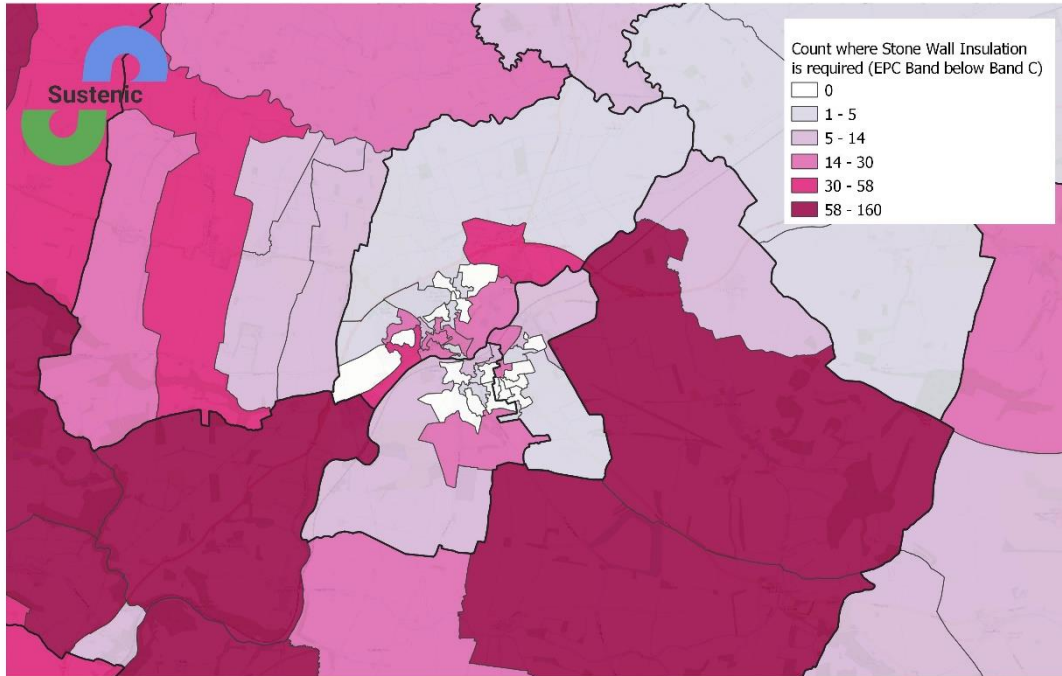 Sustenic
Count where Stone Wall Insulation
is required (EPC Band below Band C)
0
1 - 5
5 - 14
14 - 30
30 - 58
58 - 160